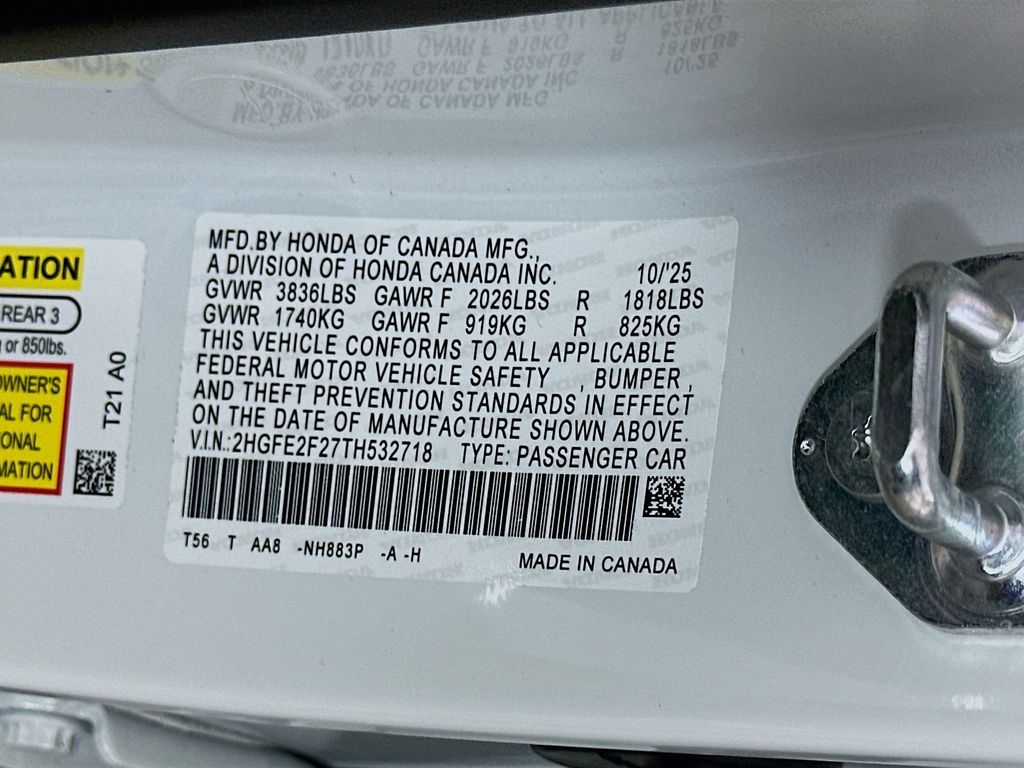 MFD.BY HONDA OF CANADA MFG.,
A DIVISION OF HONDA CANADA INC. 10/'25
GVWR 3836LBS GAWR F 2026LBS R 1818LBS
GVWR 1740KG GAWR F 919KG R 825KG
THIS VEHICLE CONFORMS TO ALL APPLICABLE
FEDERAL MOTOR VEHICLE SAFETY , BUMPER ,
AND THEFT PREVENTION STANDARDS IN EFFECT
ON THE DATE OF MANUFACTURE SHOWN ABOVE.
V.I.N.:2HGFE2F27TH532718 TYPE: PASSENGER CAR
T56 T AA8 -NH883P -A -H
MADE IN CANADA
ATION
REAR 3
or 850lbs.
OWNER'S
AL FOR
IONAL
MATION
T21 A0